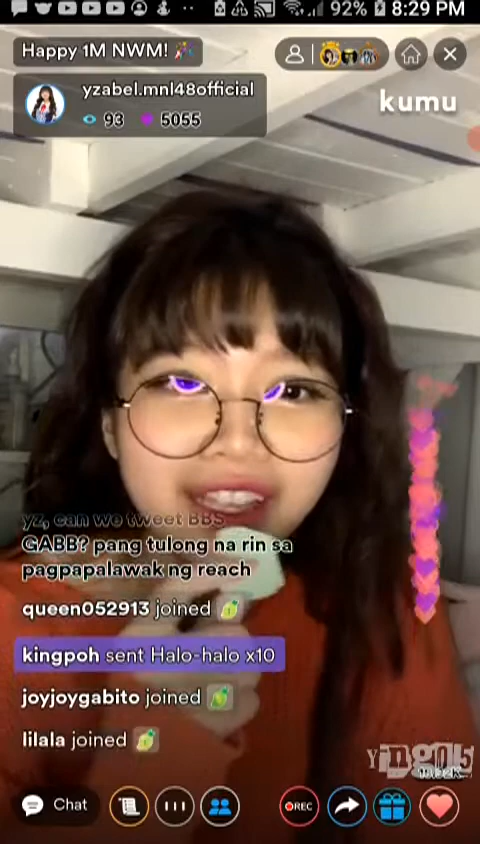 92% 8:29 PM
Happy 1M NWM!
yzabel.mnl48official
93 5055
kumu
yz, can we tweet BBS
GABB? pang tulong na rin sa
pagpapalawak ng reach
queen052913 joined
kingpoh sent Halo-halo x10
joyjoygabito joined
lilala joined
Chat
REC